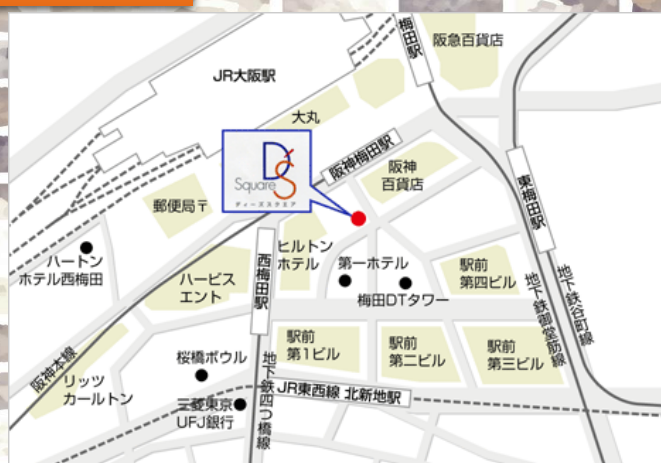 梅田駅
阪急百貨店
JR大阪駅
大丸
阪神梅田駅
D'S
Square
ディーズスクエア
阪神
百貨店
郵便局〒
東梅田駅
ハートン
ホテル西梅田
西梅田駅
ヒルトン
ホテル
第一ホテル
ハービス
エント
梅田DTタワー
駅前
第四ビル
地下鉄御堂筋線
地下鉄谷町線
駅前
第1ビル
駅前
第二ビル
駅前
第三ビル
阪神本線
桜橋ボウル
地下鉄四つ橋線
リッツ
カールトン
JR東西線 北新地駅
三菱東京
UFJ銀行